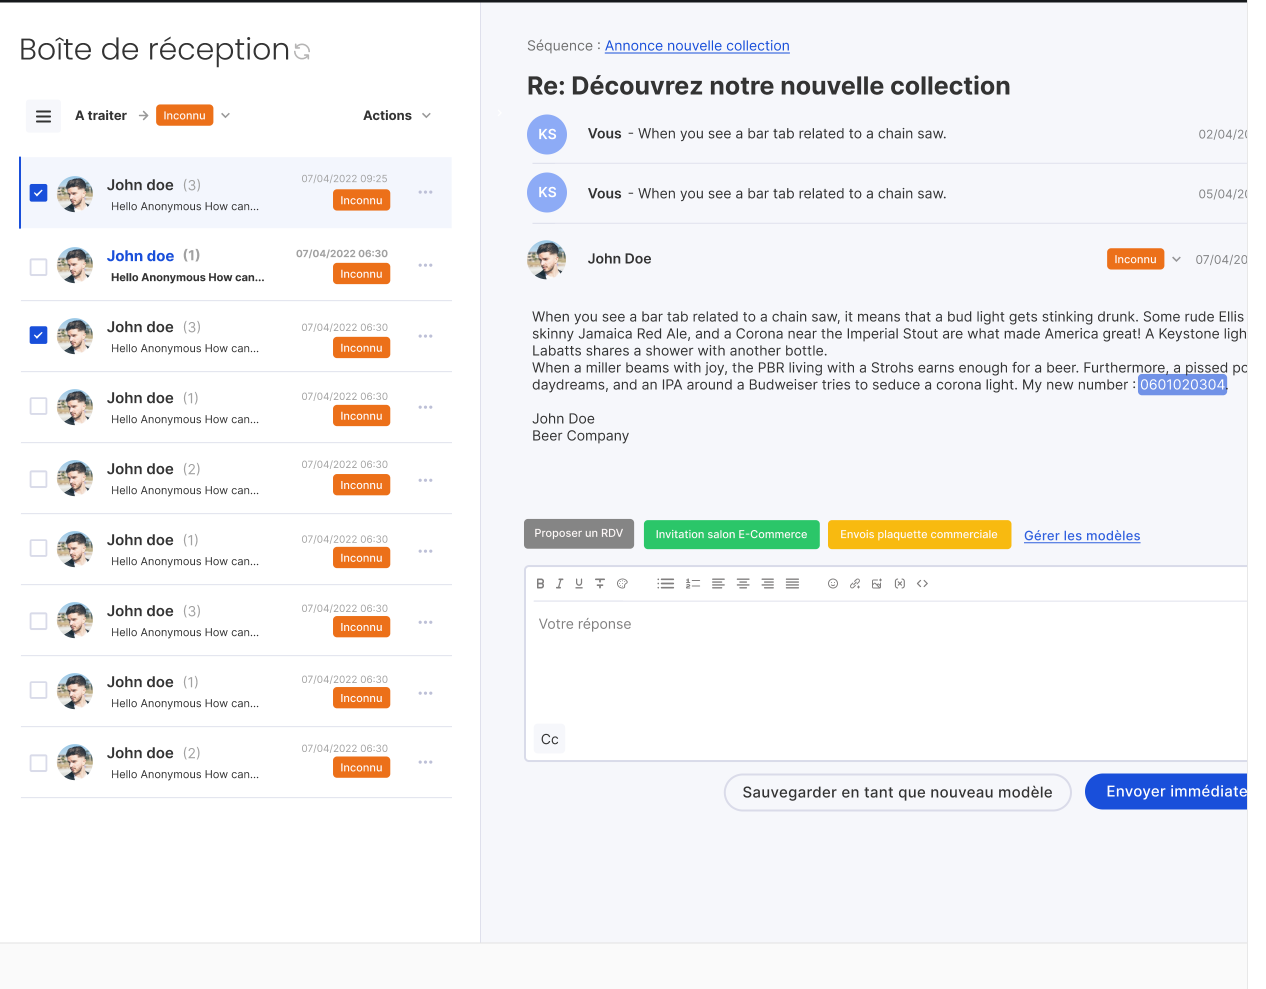 Boîte de réception
A traiter
Inconnu
Actions
John doe (3)
07/04/2022 09:25
Hello Anonymous How can...
Inconnu
John doe (1)
07/04/2022 06:30
Hello Anonymous How can...
Inconnu
John doe (3)
07/04/2022 06:30
Hello Anonymous How can...
Inconnu
John doe (1)
07/04/2022 06:30
Hello Anonymous How can...
Inconnu
John doe (2)
07/04/2022 06:30
Hello Anonymous How can...
Inconnu
John doe (1)
07/04/2022 06:30
Hello Anonymous How can...
Inconnu
John doe (3)
07/04/2022 06:30
Hello Anonymous How can...
Inconnu
John doe (1)
07/04/2022 06:30
Hello Anonymous How can...
Inconnu
John doe (2)
07/04/2022 06:30
Hello Anonymous How can...
Inconnu
Séquence : Annonce nouvelle collection
Re: Découvrez notre nouvelle collection
KS Vous - When you see a bar tab related to a chain saw. 02/04/20
KS Vous - When you see a bar tab related to a chain saw. 05/04/20
John Doe Inconnu 07/04/20
When you see a bar tab related to a chain saw, it means that a bud light gets stinking drunk. Some rude Ellis
skinny Jamaica Red Ale, and a Corona near the Imperial Stout are what made America great! A Keystone ligh
Labatts shares a shower with another bottle.
When a miller beams with joy, the PBR living with a Strohs earns enough for a beer. Furthermore, a pissed po
daydreams, and an IPA around a Budweiser tries to seduce a corona light. My new number : 0601020304.
John Doe
Beer Company
Proposer un RDV
Invitation salon E-Commerce
Envois plaquette commerciale
Gérer les modèles
Votre réponse
Cc
Sauvegarder en tant que nouveau modèle
Envoyer immédiate